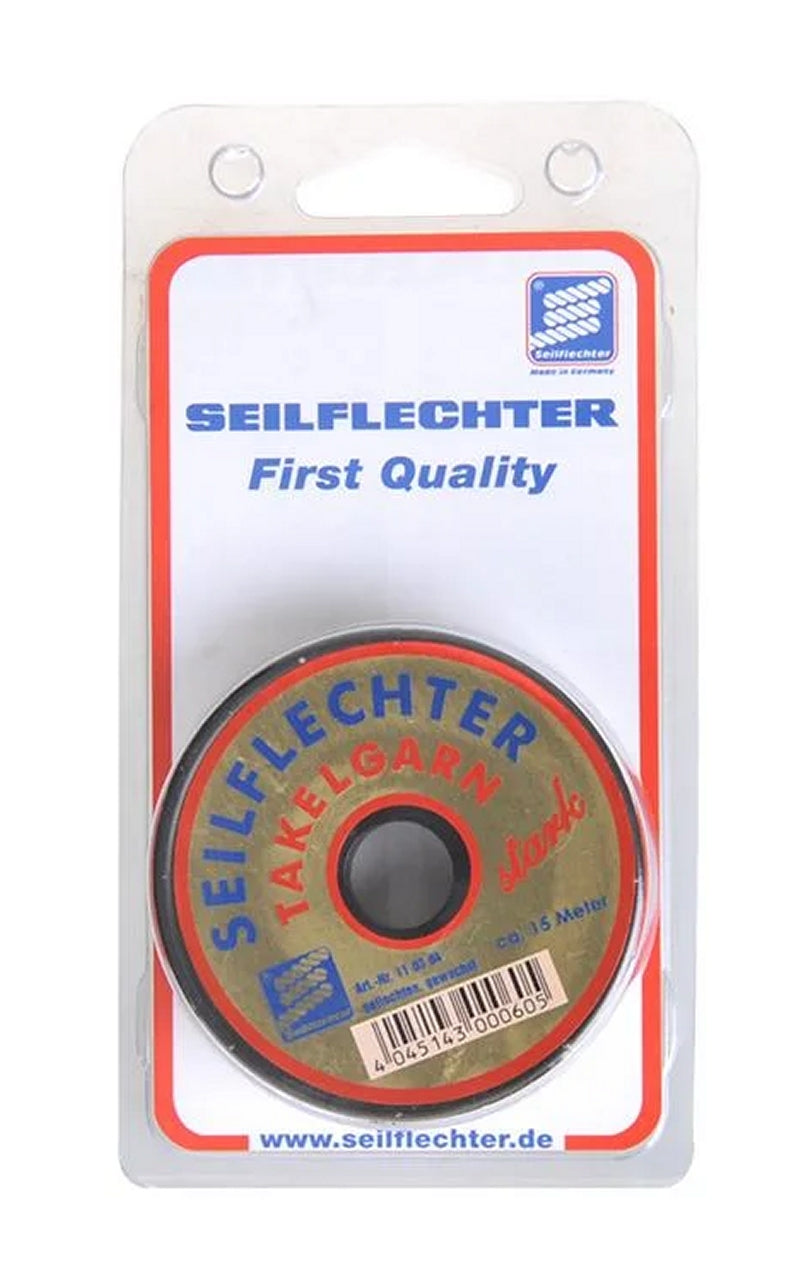 ®
Seilflechter
Made in Germany
SEILFLECHTER
First Quality
SEILFLECHTER
TAKELGARN
stark
ca. 15 Meter
Art.-Nr. 11 03 04
geflochten, gewachst
4 045143 000605
www.seilflechter.de